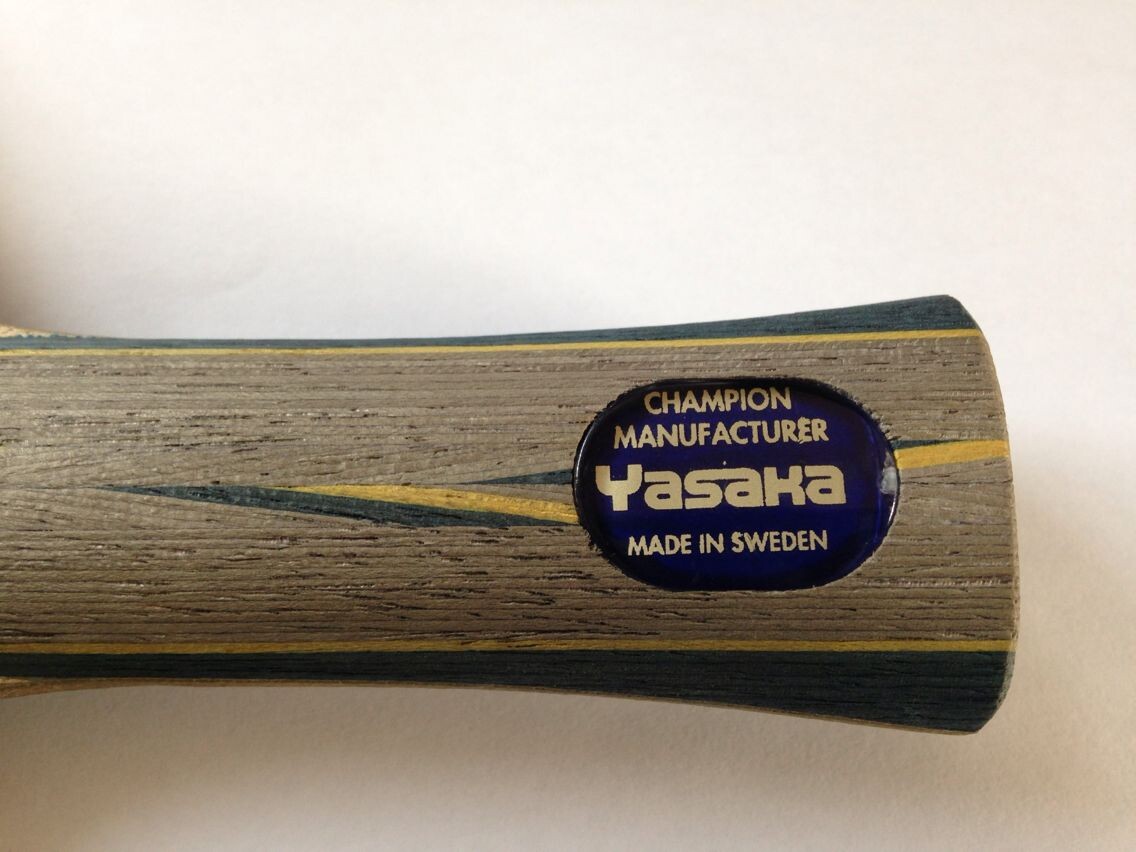 CHAMPION
MANUFACTURER
Yasaka
MADE IN SWEDEN